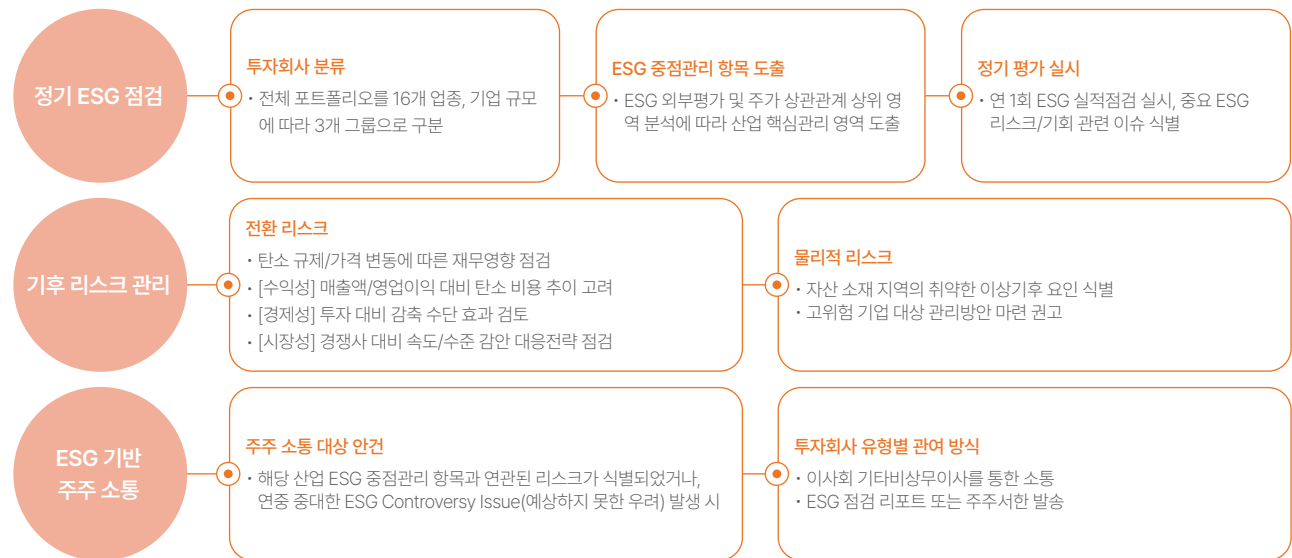 정기 ESG 점검
투자회사 분류
· 전체 포트폴리오를 16개 업종, 기업 규모
에 따라 3개 그룹으로 구분
ESG 중점관리 항목 도출
· ESG 외부평가 및 주가 상관관계 상위 영
역 분석에 따라 산업 핵심관리 영역 도출
정기 평가 실시
· 연 1회 ESG 실적점검 실시, 중요 ESG
리스크/기회 관련 이슈 식별
기후 리스크 관리
전환 리스크
· 탄소 규제/가격 변동에 따른 재무영향 점검
· [수익성] 매출액/영업이익 대비 탄소 비용 추이 고려
· [경제성] 투자 대비 감축 수단 효과 검토
· [시장성] 경쟁사 대비 속도/수준 감안 대응전략 점검
물리적 리스크
· 자산 소재 지역의 취약한 이상기후 요인 식별
· 고위험 기업 대상 관리방안 마련 권고
ESG 기반
주주 소통
주주 소통 대상 안건
· 해당 산업 ESG 중점관리 항목과 연관된 리스크가 식별되었거나,
연중 중대한 ESG Controversy Issue(예상하지 못한 우려) 발생 시
투자회사 유형별 관여 방식
· 이사회 기타비상무이사를 통한 소통
· ESG 점검 리포트 또는 주주서한 발송